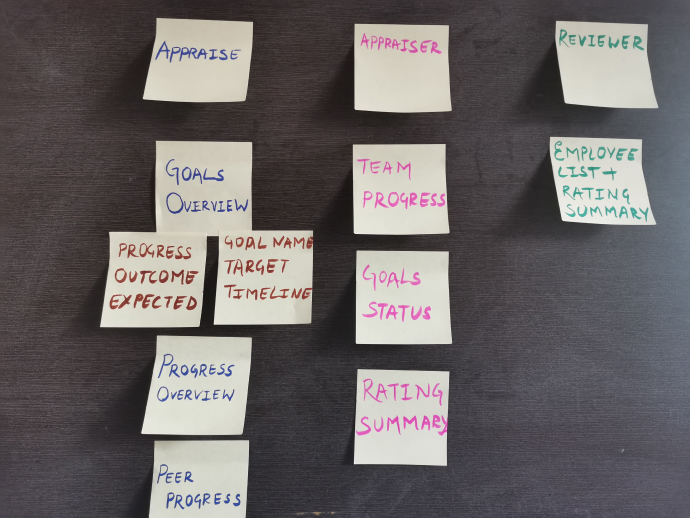 APPRAISE
GOALS
OVERVIEW
PROGRESS
OUTCOME
EXPECTED
GOAL NAME
TARGET
TIMELINE
PROGRESS
OVERVIEW
PEER
PROGRESS
APPRAISER
TEAM
PROGRESS
GOALS
STATUS
RATING
SUMMARY
REVIEWER
EMPLOYEE
LIST+
RATING
SUMMARY